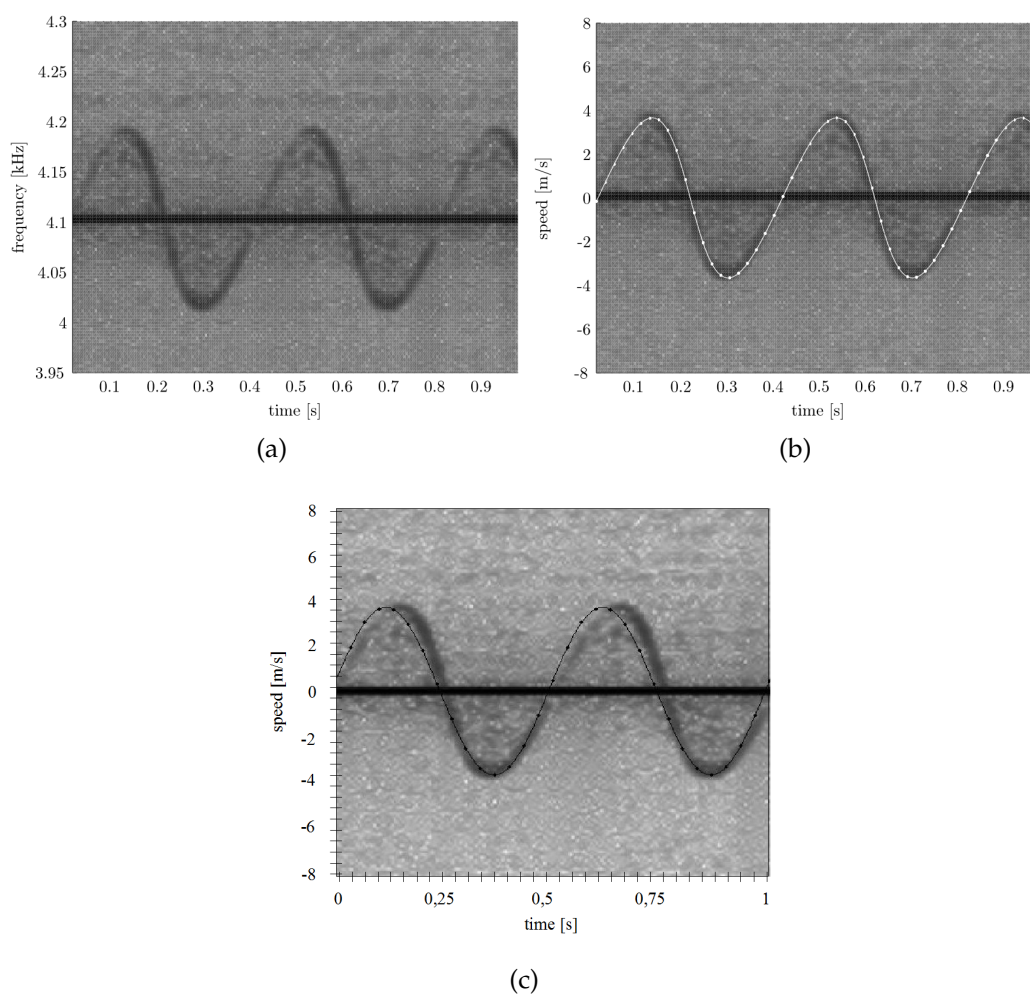 4.3
4.25
4.2
4.15
4.1
4.05
4
3.95
frequency [kHz]
0.1 0.2 0.3 0.4 0.5 0.6 0.7 0.8 0.9
time [s]
(a)
8
6
4
2
0
-2
-4
-6
-8
speed [m/s]
0.1 0.2 0.3 0.4 0.5 0.6 0.7 0.8 0.9
time [s]
(b)
8
6
4
2
0
-2
-4
-6
-8
speed [m/s]
0 0,25 0,5 0,75 1
time [s]
(c)